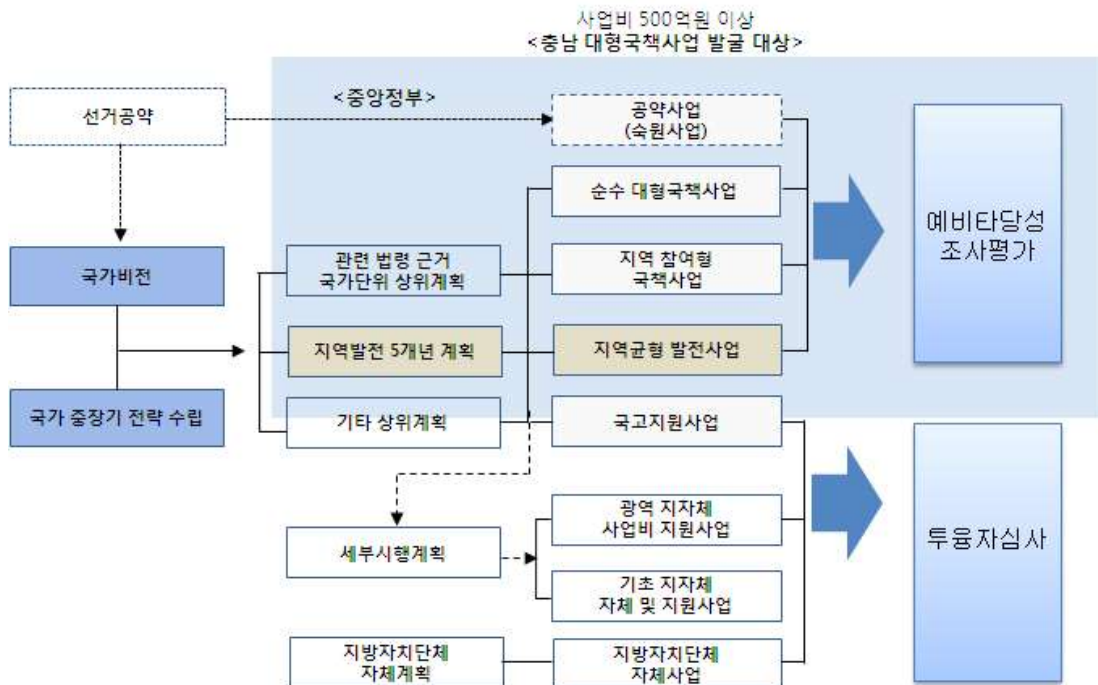 사업비 500억원 이상
<충남 대형국책사업 발굴 대상>
<중앙정부>
선거공약
공약사업
(숙원사업)
순수 대형국책사업
예비타당성
조사평가
국가비전
관련 법령 근거
국가단위 상위계획
지역 참여형
국책사업
지역발전 5개년 계획
지역균형 발전사업
국가 중장기 전략 수립
기타 상위계획
국고지원사업
광역 지자체
사업비 지원사업
세부시행계획
투융자심사
기초 지자체
자체 및 지원사업
지방자치단체
자체계획
지방자치단체
자체사업